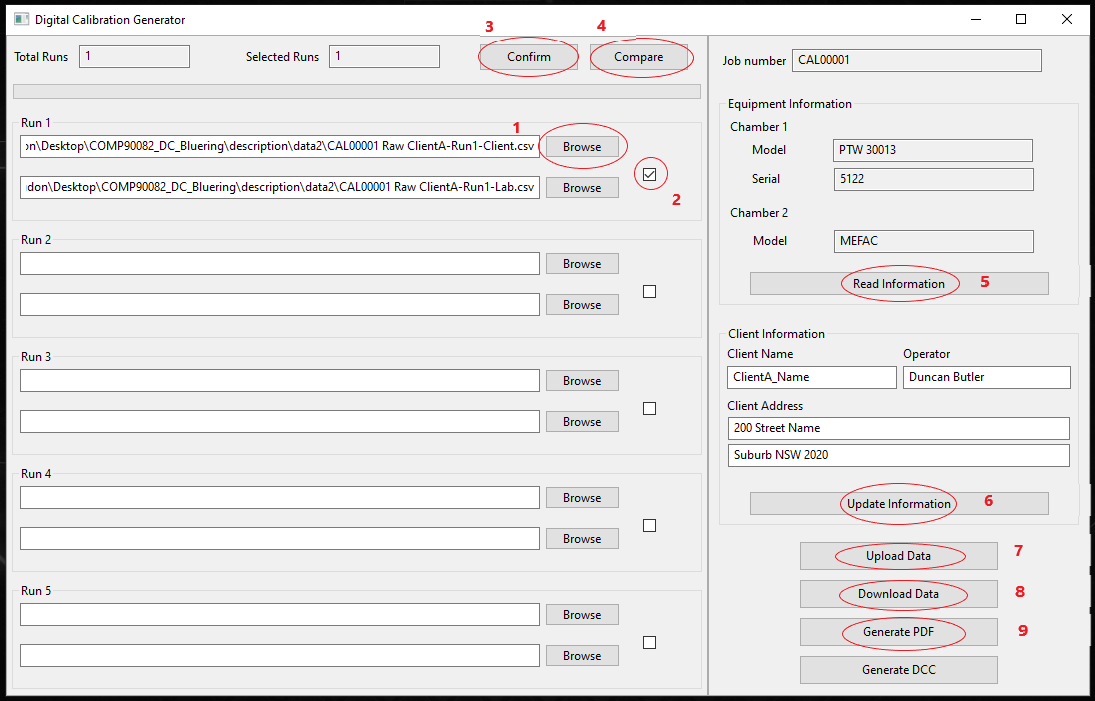 Digital Calibration Generator
3
4
Total Runs 1 Selected Runs 1 Confirm Compare
Run 1
1
on\Desktop\COMP90082_DC_Bluering\description\data2\CAL00001 Raw ClientA-Run1-Client.csv Browse
don\Desktop\COMP90082_DC_Bluering\description\data2\CAL00001 Raw ClientA-Run1-Lab.csv Browse
2
Run 2
Browse
Browse
Run 3
Browse
Browse
Run 4
Browse
Browse
Run 5
Browse
Browse
Job number CAL00001
Equipment Information
Chamber 1
Model PTW 30013
Serial 5122
Chamber 2
Model MEFAC
Read Information 5
Client Information
Client Name Operator
ClientA_Name Duncan Butler
Client Address
200 Street Name
Suburb NSW 2020
Update Information 6
Upload Data 7
Download Data 8
Generate PDF 9
Generate DCC